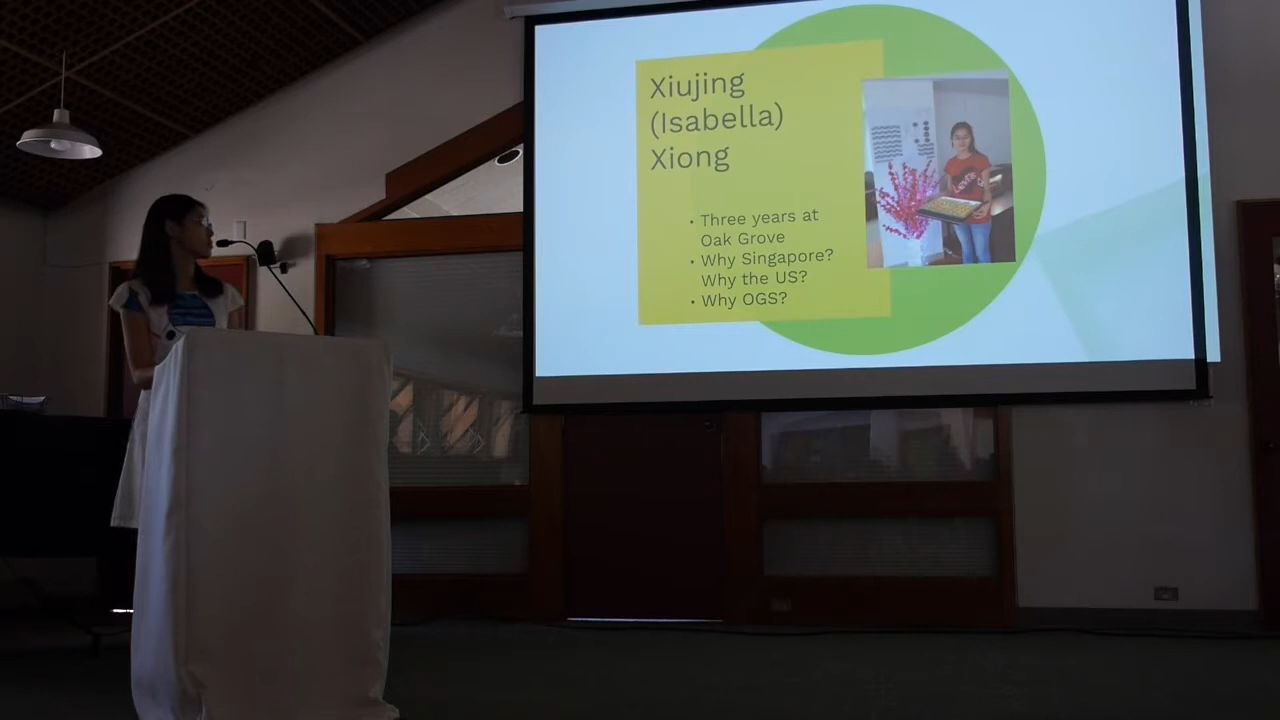 Xiujing
(Isabella)
Xiong
• Three years at
Oak Grove
• Why Singapore?
Why the US?
• Why OGS?